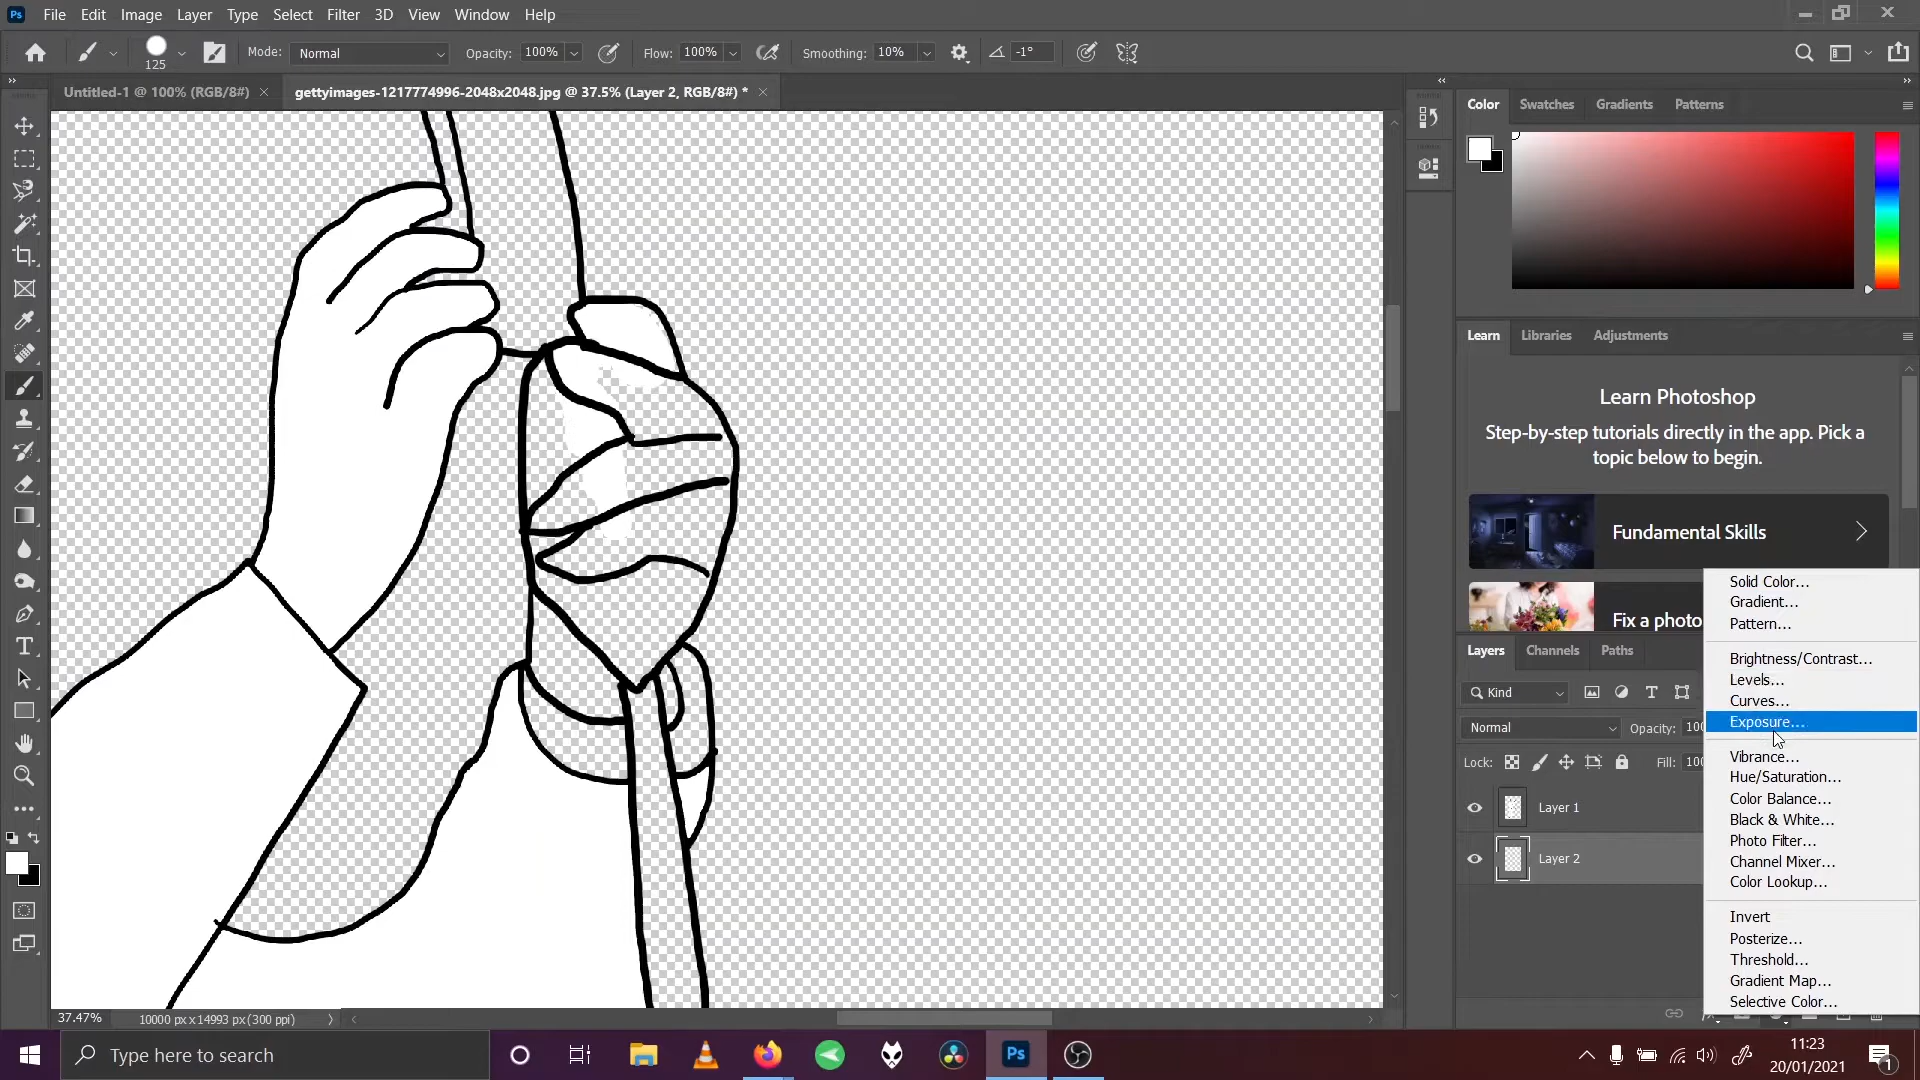 Ps File Edit Image Layer Type Select Filter 3D View Window Help
125 Mode: Normal Opacity: 100% Flow: 100% Smoothing: 10% -1°
Untitled-1 @ 100% (RGB/8#) gettyimages-1217774996-2048x2048.jpg @ 37.5% (Layer 2, RGB/8#) *
Color Swatches Gradients Patterns
Learn Libraries Adjustments
Learn Photoshop
Step-by-step tutorials directly in the app. Pick a
topic below to begin.
Fundamental Skills
Fix a photo
Solid Color...
Gradient...
Pattern...
Brightness/Contrast...
Levels...
Curves...
Exposure...
Vibrance...
Hue/Saturation...
Color Balance...
Black & White...
Photo Filter...
Channel Mixer...
Color Lookup...
Invert
Posterize...
Threshold...
Gradient Map...
Selective Color...
Layers Channels Paths
Kind
Normal Opacity: 100
Lock: Fill: 100
Layer 1
Layer 2
37.47% 10000 px x 14993 px (300 ppi)
Type here to search
Ps
11:23
20/01/2021
1